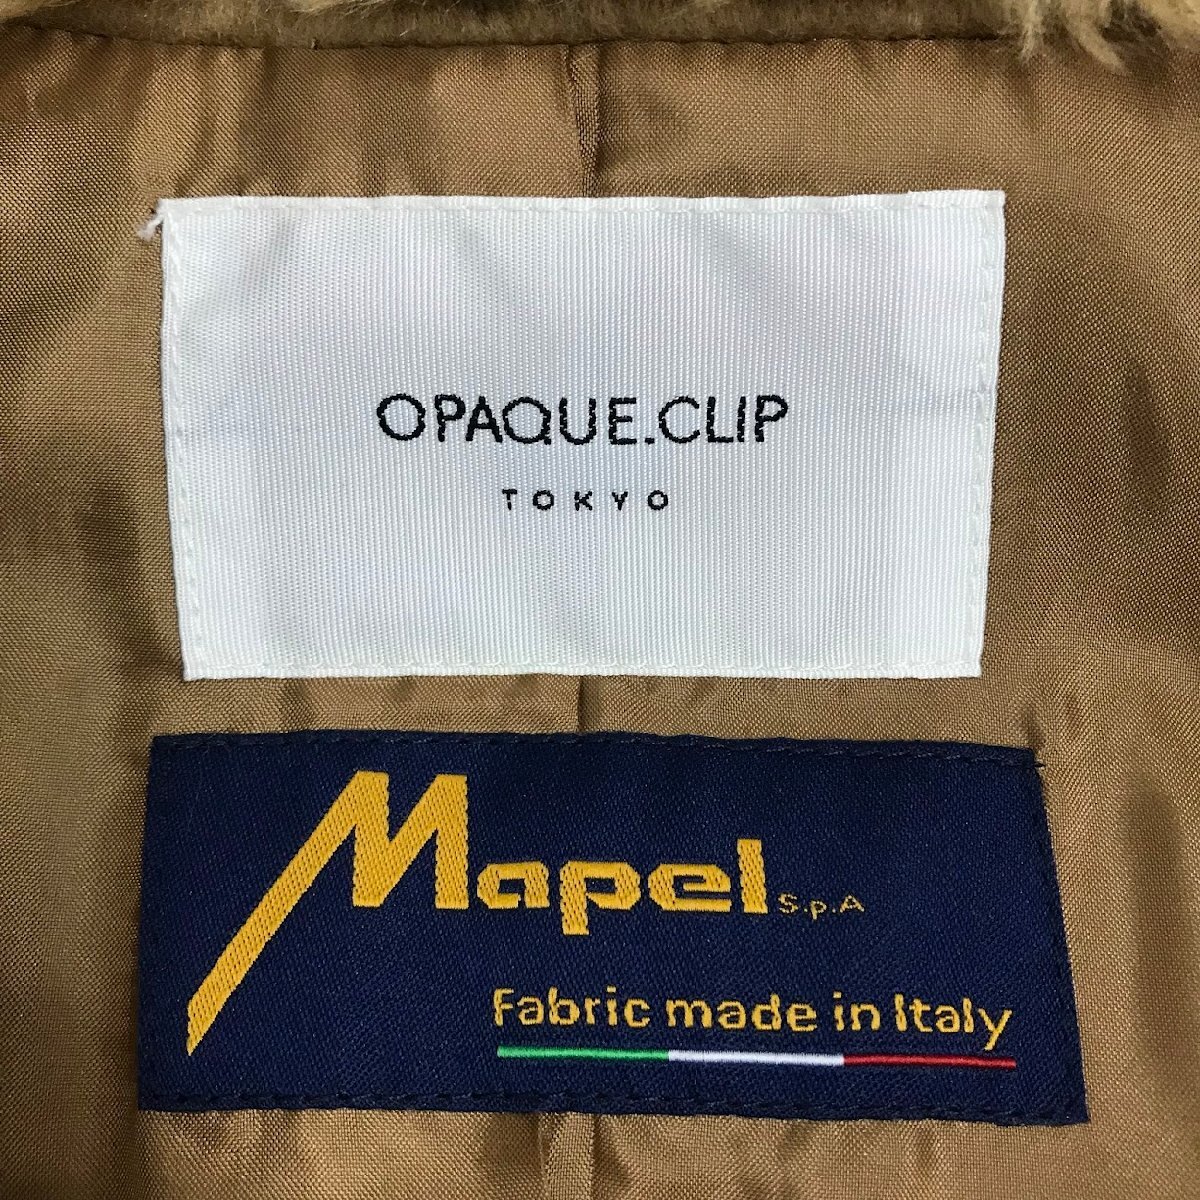 OPAQUE.CLIP
TOKYO
Mapel S.p.A
Fabric made in Italy